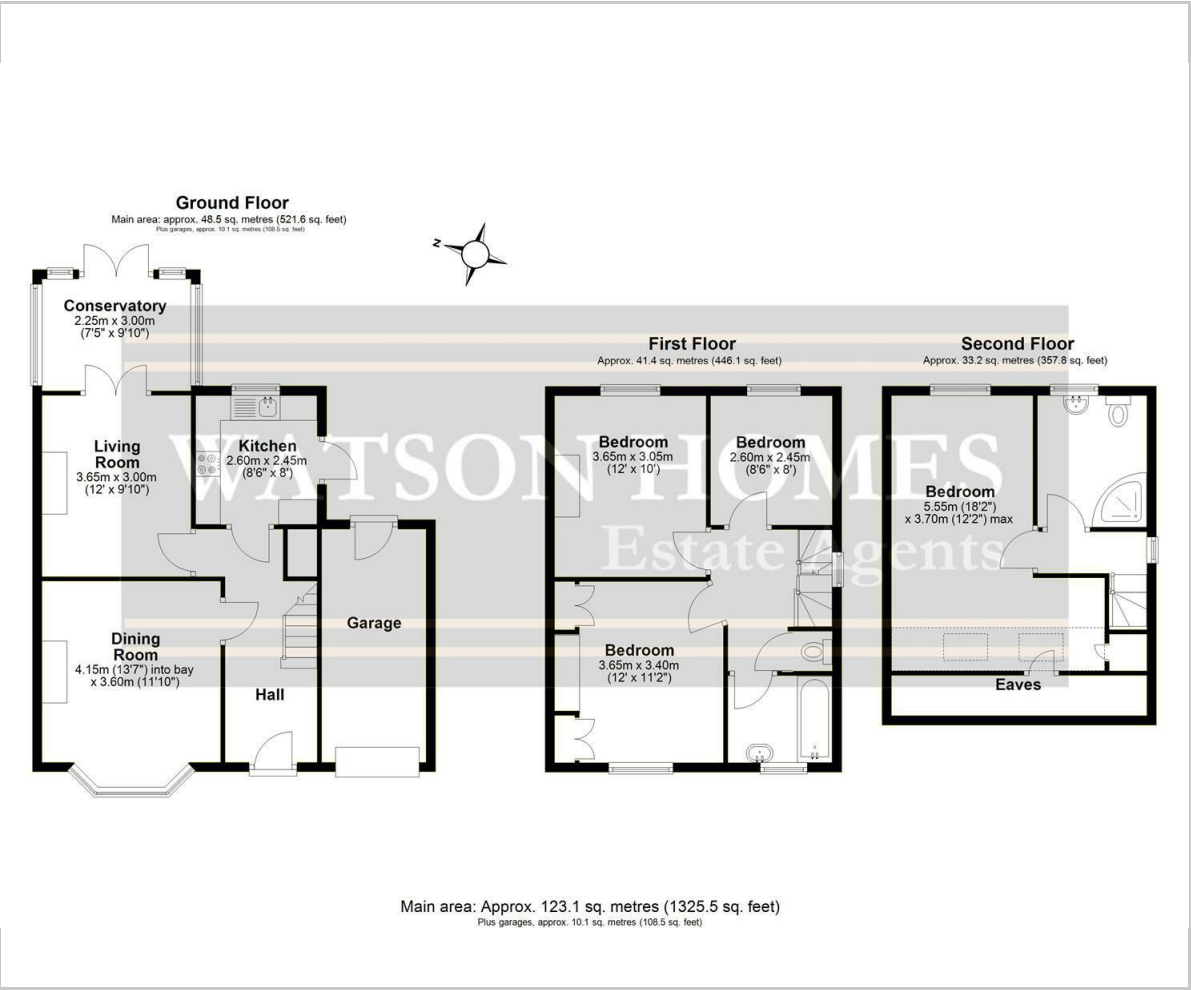 Ground Floor
Main area: approx. 48.5 sq. metres (521.6 sq. feet)
Plus garages, approx. 10.1 sq. metres (108.5 sq. feet)
N
Conservatory
2.25m x 3.00m
(7'5" x 9'10")
Living
Room
3.65m x 3.00m
(12' x 9'10")
Kitchen
2.60m x 2.45m
(8'6" x 8')
Dining
Room
4.15m (13'7") into bay
x 3.60m (11'10")
Hall
Garage
First Floor
Approx. 41.4 sq. metres (446.1 sq. feet)
Bedroom
3.65m x 3.05m
(12' x 10')
Bedroom
2.60m x 2.45m
(8'6" x 8')
Bedroom
3.65m x 3.40m
(12' x 11'2")
Second Floor
Approx. 33.2 sq. metres (357.8 sq. feet)
Bedroom
5.55m (18'2")
x 3.70m (12'2") max
Eaves
WATSON HOMES
Estate Agents
Main area: Approx. 123.1 sq. metres (1325.5 sq. feet)
Plus garages, approx. 10.1 sq. metres (108.5 sq. feet)